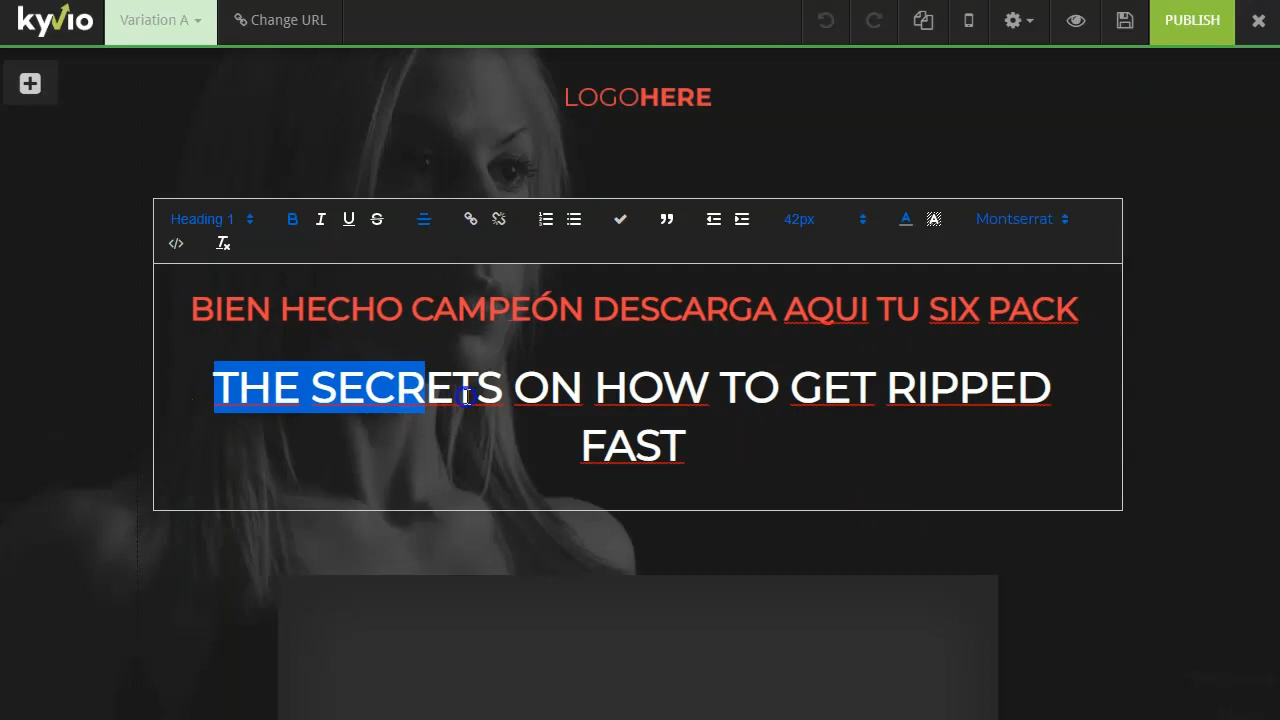 kyvio
Variation A
Change URL
PUBLISH
LOGOHERE
Heading 1
B
I
U
S
42px
A
A
Montserrat
</>
Tx
BIEN HECHO CAMPEÓN DESCARGA AQUI TU SIX PACK
THE SECRETS ON HOW TO GET RIPPED
FAST